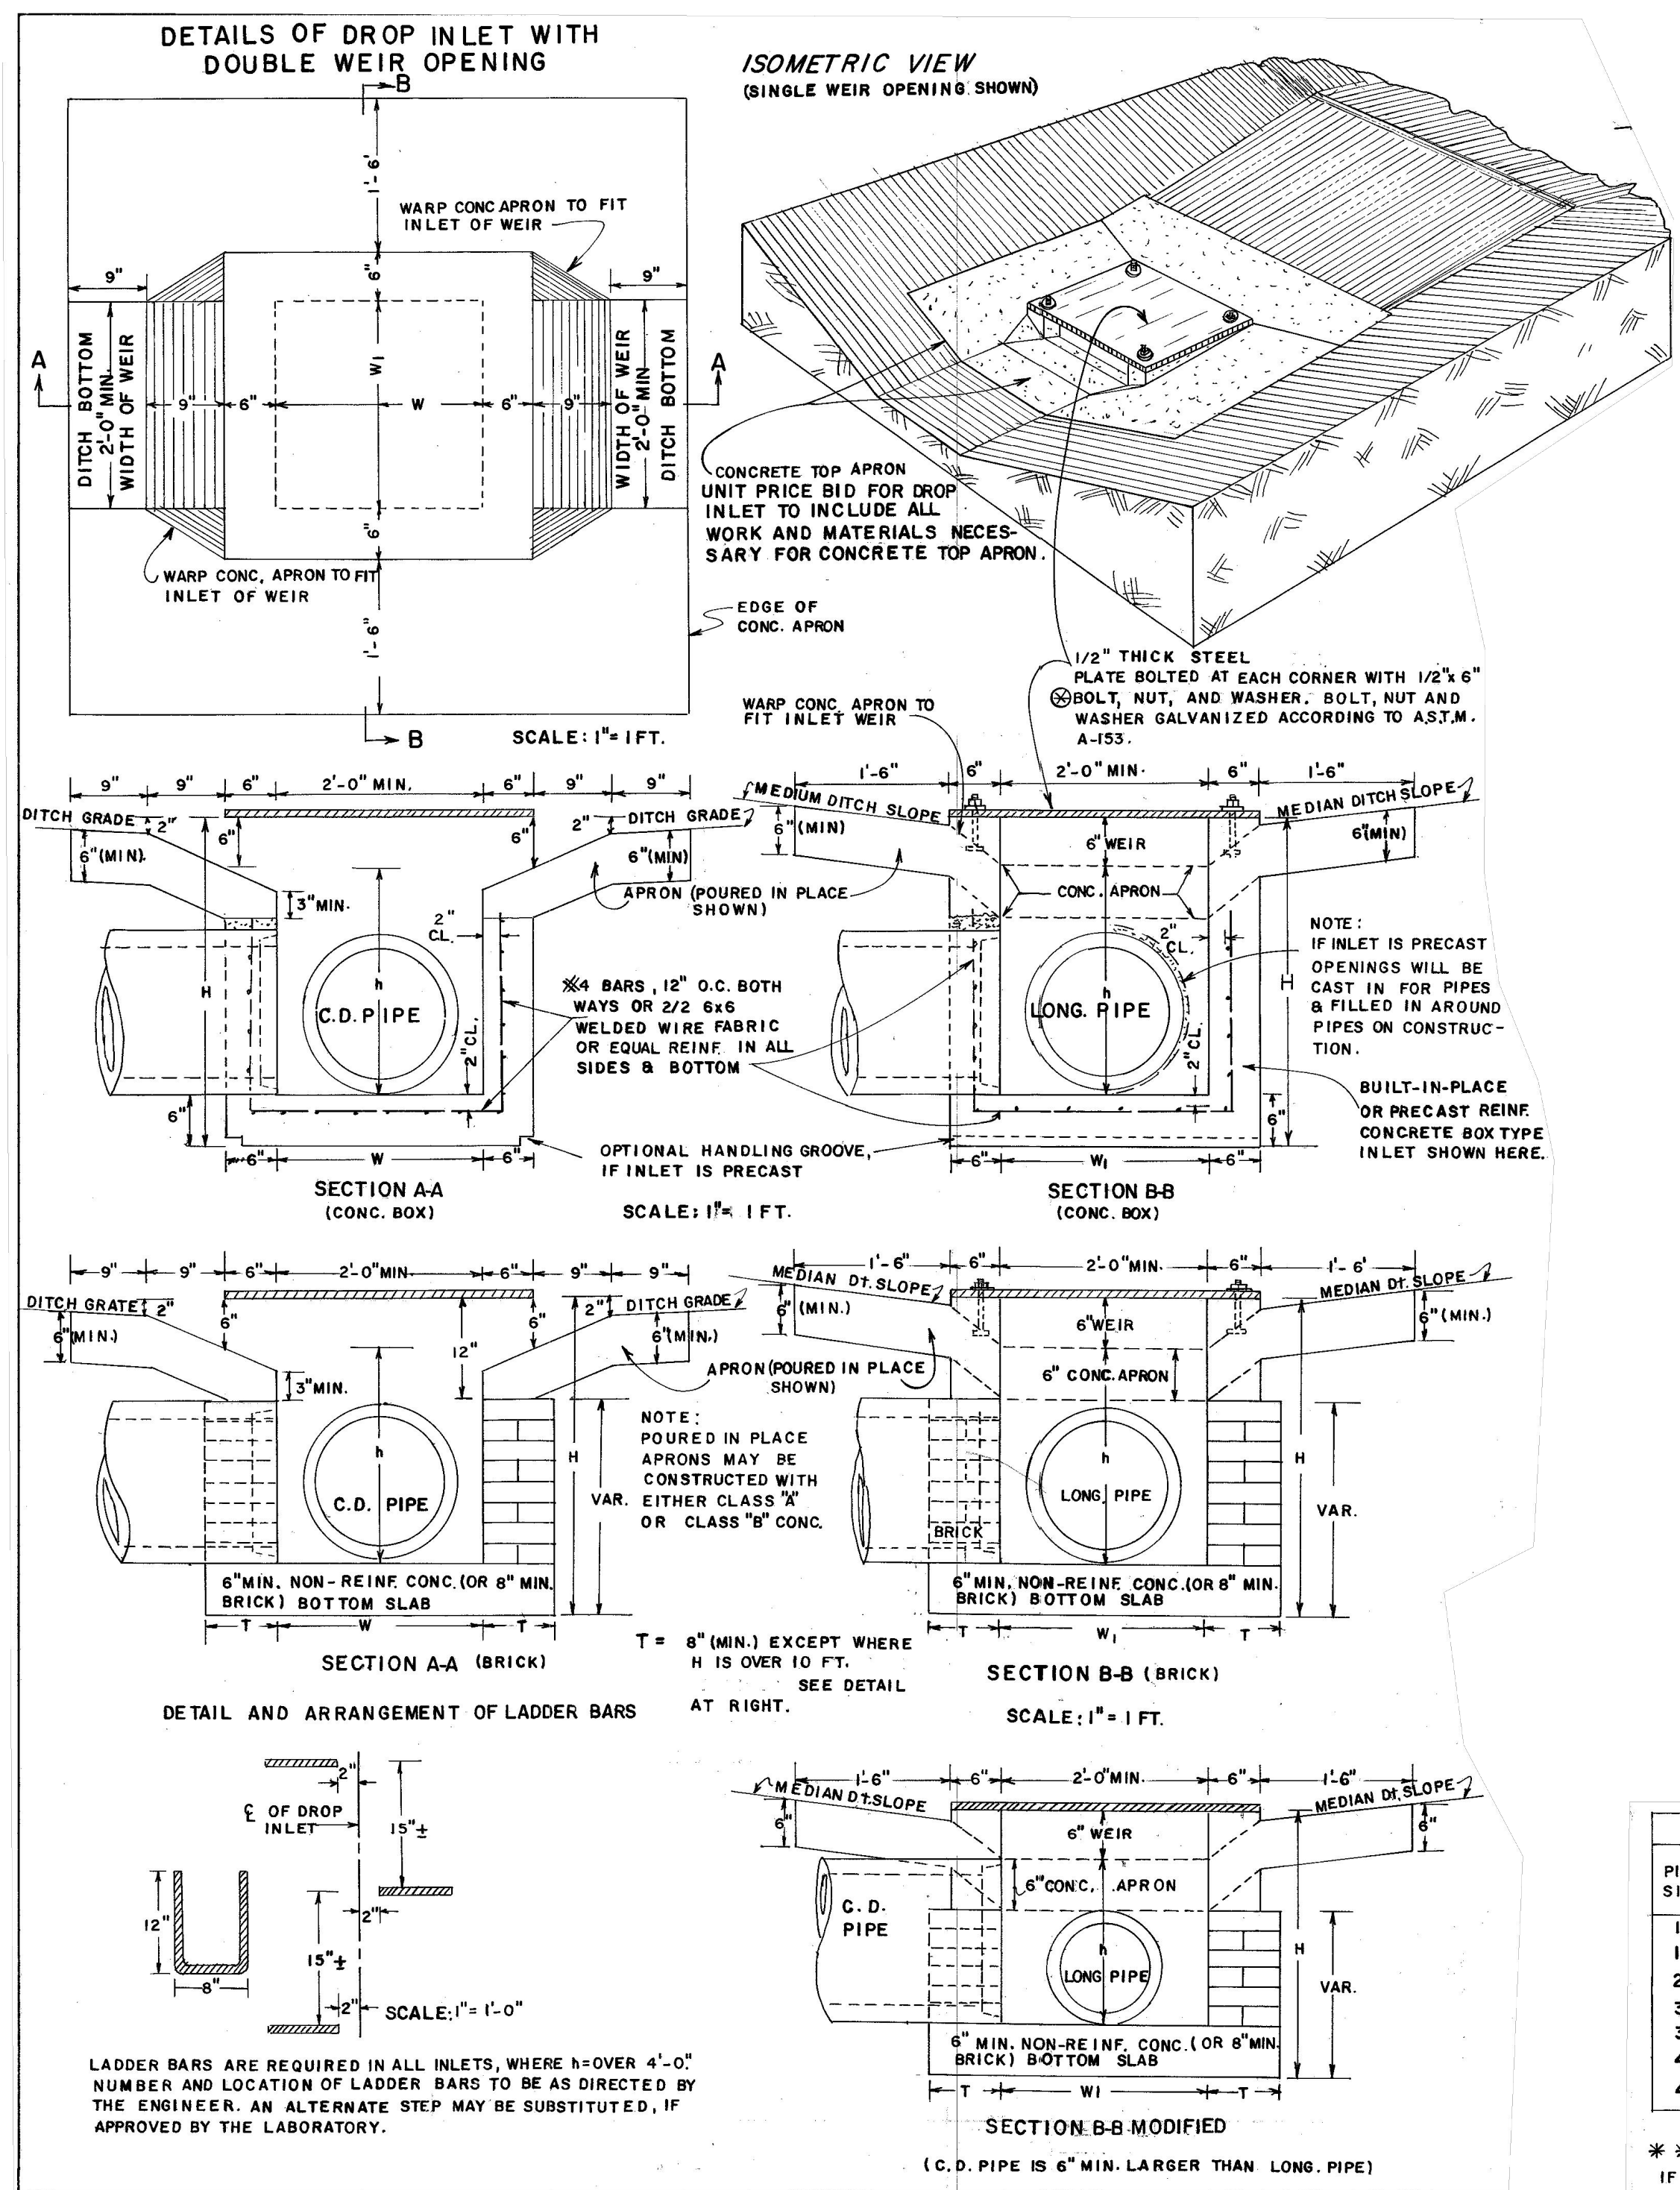 DETAILS OF DROP INLET WITH
DOUBLE WEIR OPENING
B
1'-6'
WARP CONC. APRON TO FIT
INLET OF WEIR
6"
9"
9"
A
DITCH BOTTOM
2'-0" MIN.
WIDTH OF WEIR
9"
6"
W1
W
6"
9"
WIDTH OF WEIR
2'-0" MIN.
DITCH BOTTOM
A
6"
WARP CONC, APRON TO FIT
INLET OF WEIR
1'-6"
EDGE OF
CONC. APRON
B
SCALE: 1"= 1 FT.
ISOMETRIC VIEW
(SINGLE WEIR OPENING SHOWN)
CONCRETE TOP APRON
UNIT PRICE BID FOR DROP
INLET TO INCLUDE ALL
WORK AND MATERIALS NECES-
SARY FOR CONCRETE TOP APRON.
1/2" THICK STEEL
PLATE BOLTED AT EACH CORNER WITH 1/2"x 6"
BOLT, NUT, AND WASHER. BOLT, NUT AND
WASHER GALVANIZED ACCORDING TO A.S.T.M.
A-153.
9" 9" 6" 2'-0" MIN. 6" 9" 9"
DITCH GRADE 2" 6" 2" DITCH GRADE
6" (MIN). 6" 6"(MIN)
3"MIN.
APRON (POURED IN PLACE
SHOWN)
2"
CL.
H
h
C.D. PIPE
2"CL.
※4 BARS, 12" O.C. BOTH
WAYS OR 2/2 6x6
WELDED WIRE FABRIC
OR EQUAL REINF. IN ALL
SIDES & BOTTOM
6"
6" W 6"
OPTIONAL HANDLING GROOVE,
IF INLET IS PRECAST
SECTION A-A
(CONC. BOX)
SCALE: 1"= 1 FT.
WARP CONC. APRON TO
FIT INLET WEIR
1'-6" 6" 2'-0" MIN. 6" 1'-6"
MEDIUM DITCH SLOPE
MEDIAN DITCH SLOPE
6" (MIN)
6"(MIN)
6" WEIR
CONC. APRON
2"
CL.
H
h
LONG. PIPE
2" CL.
6"
6" W1 6"
NOTE:
IF INLET IS PRECAST
OPENINGS WILL BE
CAST IN FOR PIPES
& FILLED IN AROUND
PIPES ON CONSTRUC-
TION.
BUILT-IN-PLACE
OR PRECAST REINF.
CONCRETE BOX TYPE
INLET SHOWN HERE.
SECTION B-B
(CONC. BOX)
9" 9" 6" 2'-0"MIN. 6" 9" 9"
DITCH GRATE 2" 2" DITCH GRADE
6"(MIN.) 6" 6" 6"(MIN.)
12"
3"MIN.
APRON (POURED IN PLACE
SHOWN)
H
h
VAR.
C.D. PIPE
NOTE:
POURED IN PLACE
APRONS MAY BE
CONSTRUCTED WITH
EITHER CLASS "A"
OR CLASS "B" CONC.
6"MIN. NON-REINF. CONC. (OR 8" MIN.
BRICK) BOTTOM SLAB
T W T
SECTION A-A (BRICK)
T = 8" (MIN.) EXCEPT WHERE
H IS OVER 10 FT.
SEE DETAIL
AT RIGHT.
1'-6" 6" 2'-0"MIN. 6" 1'-6'
MEDIAN Dt. SLOPE
MEDIAN Dt. SLOPE
6" (MIN.)
6" (MIN.)
6"WEIR
6" CONC. APRON
h
H
VAR.
LONG. PIPE
BRICK
6"MIN. NON-REINF. CONC. (OR 8" MIN.
BRICK) BOTTOM SLAB
T W1 T
SECTION B-B (BRICK)
SCALE: 1" = 1 FT.
DETAIL AND ARRANGEMENT OF LADDER BARS
2"
℄ OF DROP
INLET
15"±
2"
12"
8"
15"±
2"
SCALE: 1" = 1'-0"
LADDER BARS ARE REQUIRED IN ALL INLETS, WHERE h=OVER 4'-0".
NUMBER AND LOCATION OF LADDER BARS TO BE AS DIRECTED BY
THE ENGINEER. AN ALTERNATE STEP MAY BE SUBSTITUTED, IF
APPROVED BY THE LABORATORY.
1'-6" 6" 2'-0"MIN. 6" 1'-6"
MEDIAN Dt. SLOPE
MEDIAN Dt. SLOPE
6"
6"
6" WEIR
6"CONC. APRON
C. D.
PIPE
h
H
VAR.
LONG PIPE
6" MIN. NON-REINF. CONC. (OR 8"MIN.
BRICK) BOTTOM SLAB
T W1 T
SECTION B-B MODIFIED
(C.D. PIPE IS 6" MIN. LARGER THAN LONG. PIPE)
IF